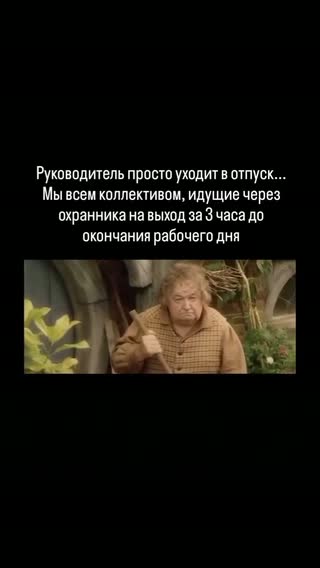 Руководитель просто уходит в отпуск...
Мы всем коллективом, идущие через
охранника на выход за 3 часа до
окончания рабочего дня